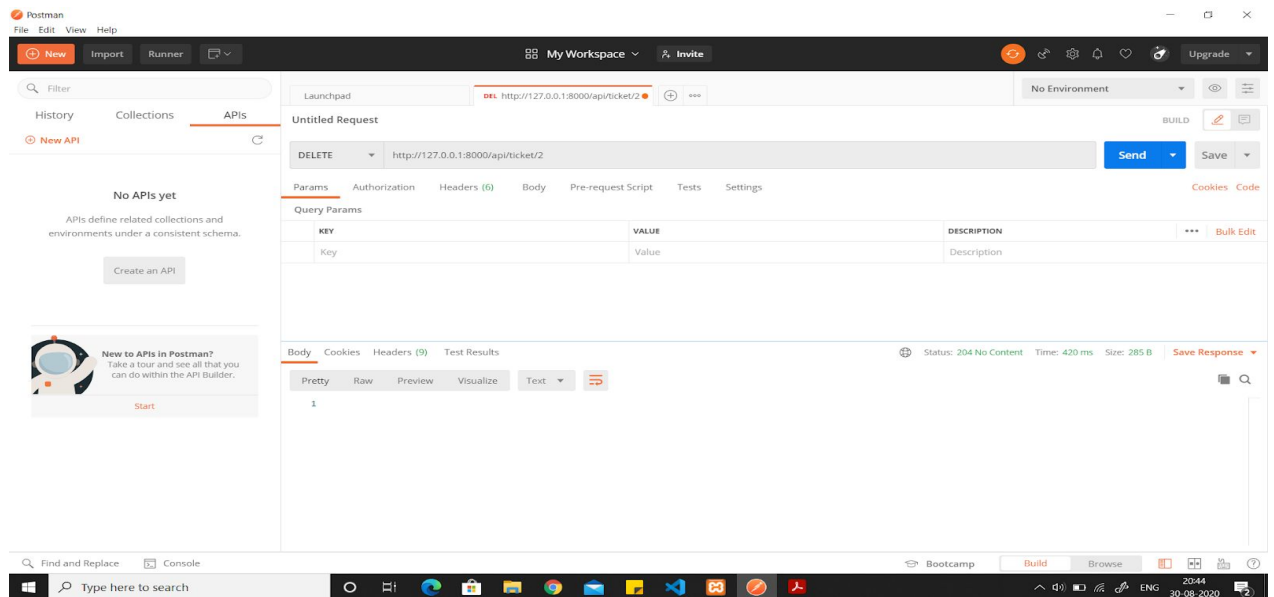 Postman
File Edit View Help
New Import Runner My Workspace Invite Upgrade
Filter
History Collections APIs
New API
No APIs yet
APIs define related collections and
environments under a consistent schema.
Create an API
New to APIs in Postman?
Take a tour and see all that you
can do within the API Builder.
Start
Launchpad DEL http://127.0.0.1:8000/api/ticket/2 No Environment
Untitled Request BUILD
DELETE http://127.0.0.1:8000/api/ticket/2 Send Save
Params Authorization Headers (6) Body Pre-request Script Tests Settings Cookies Code
Query Params
KEY VALUE DESCRIPTION Bulk Edit
Key Value Description
Body Cookies Headers (9) Test Results Status: 204 No Content Time: 420 ms Size: 285 B Save Response
Pretty Raw Preview Visualize Text
1
Find and Replace Console Bootcamp Build Browse
Type here to search ENG 20:44
30-08-2020 2